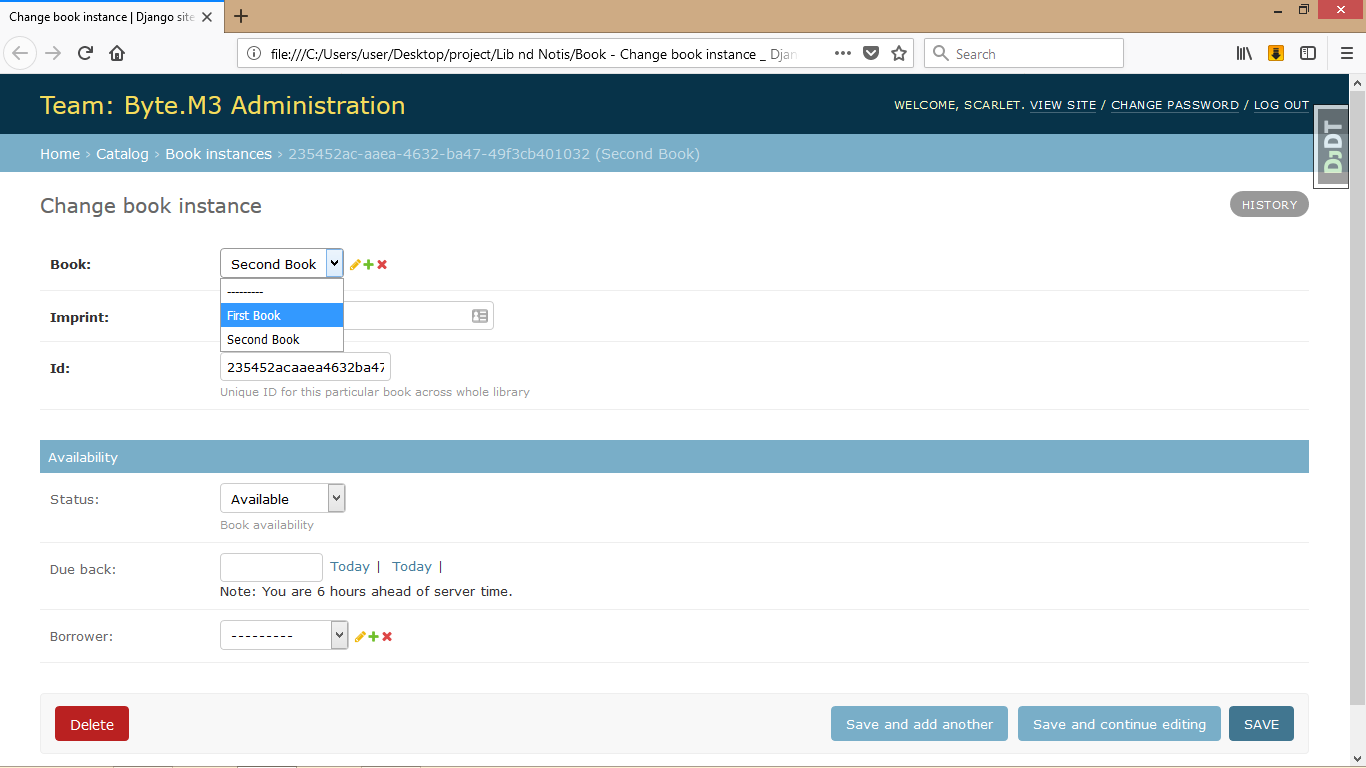 Change book instance | Django site
file:///C:/Users/user/Desktop/project/Lib nd Notis/Book - Change book instance _ Djan
Search
Team: Byte.M3 Administration
WELCOME, SCARLET. VIEW SITE / CHANGE PASSWORD / LOG OUT
DJDT
Home › Catalog › Book instances › 235452ac-aaea-4632-ba47-49f3cb401032 (Second Book)
Change book instance
HISTORY
Book:
Second Book
---------
First Book
Second Book
Imprint:
Id:
235452acaaea4632ba47
Unique ID for this particular book across whole library
Availability
Status:
Available
Book availability
Due back:
Today | Today |
Note: You are 6 hours ahead of server time.
Borrower:
---------
Delete
Save and add another
Save and continue editing
SAVE